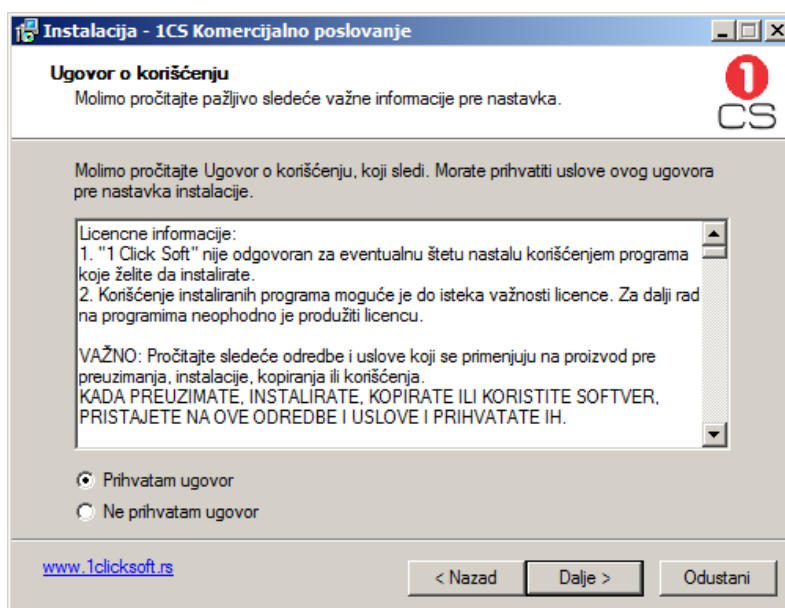 Instalacija - 1CS Komercijalno poslovanje
Ugovor o korišćenju
Molimo pročitajte pažljivo sledeće važne informacije pre nastavka.
1
CS
Molimo pročitajte Ugovor o korišćenju, koji sledi. Morate prihvatiti uslove ovog ugovora
pre nastavka instalacije.
Licencne informacije:
1. "1 Click Soft" nije odgovoran za eventualnu štetu nastalu korišćenjem programa
koje želite da instalirate.
2. Korišćenje instaliranih programa moguće je do isteka važnosti licence. Za dalji rad
na programima neophodno je produžiti licencu.
VAŽNO: Pročitajte sledeće odredbe i uslove koji se primenjuju na proizvod pre
preuzimanja, instalacije, kopiranja ili korišćenja.
KADA PREUZIMATE, INSTALIRATE, KOPIRATE ILI KORISTITE SOFTVER,
PRISTAJETE NA OVE ODREDBE I USLOVE I PRIHVATATE IH.
Prihvatam ugovor
Ne prihvatam ugovor
www.1clicksoft.rs
< Nazad
Dalje >
Odustani